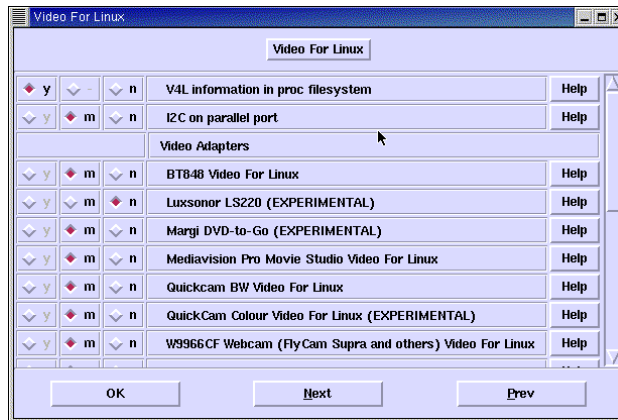 Video For Linux
Video For Linux
y - n V4L information in proc filesystem Help
y m n I2C on parallel port Help
Video Adapters
y m n BT848 Video For Linux Help
y m n Luxsonor LS220 (EXPERIMENTAL) Help
y m n Margi DVD-to-Go (EXPERIMENTAL) Help
y m n Mediavision Pro Movie Studio Video For Linux Help
y m n Quickcam BW Video For Linux Help
y m n QuickCam Colour Video For Linux (EXPERIMENTAL) Help
y m n W9966CF Webcam (FlyCam Supra and others) Video For Linux Help
OK Next Prev